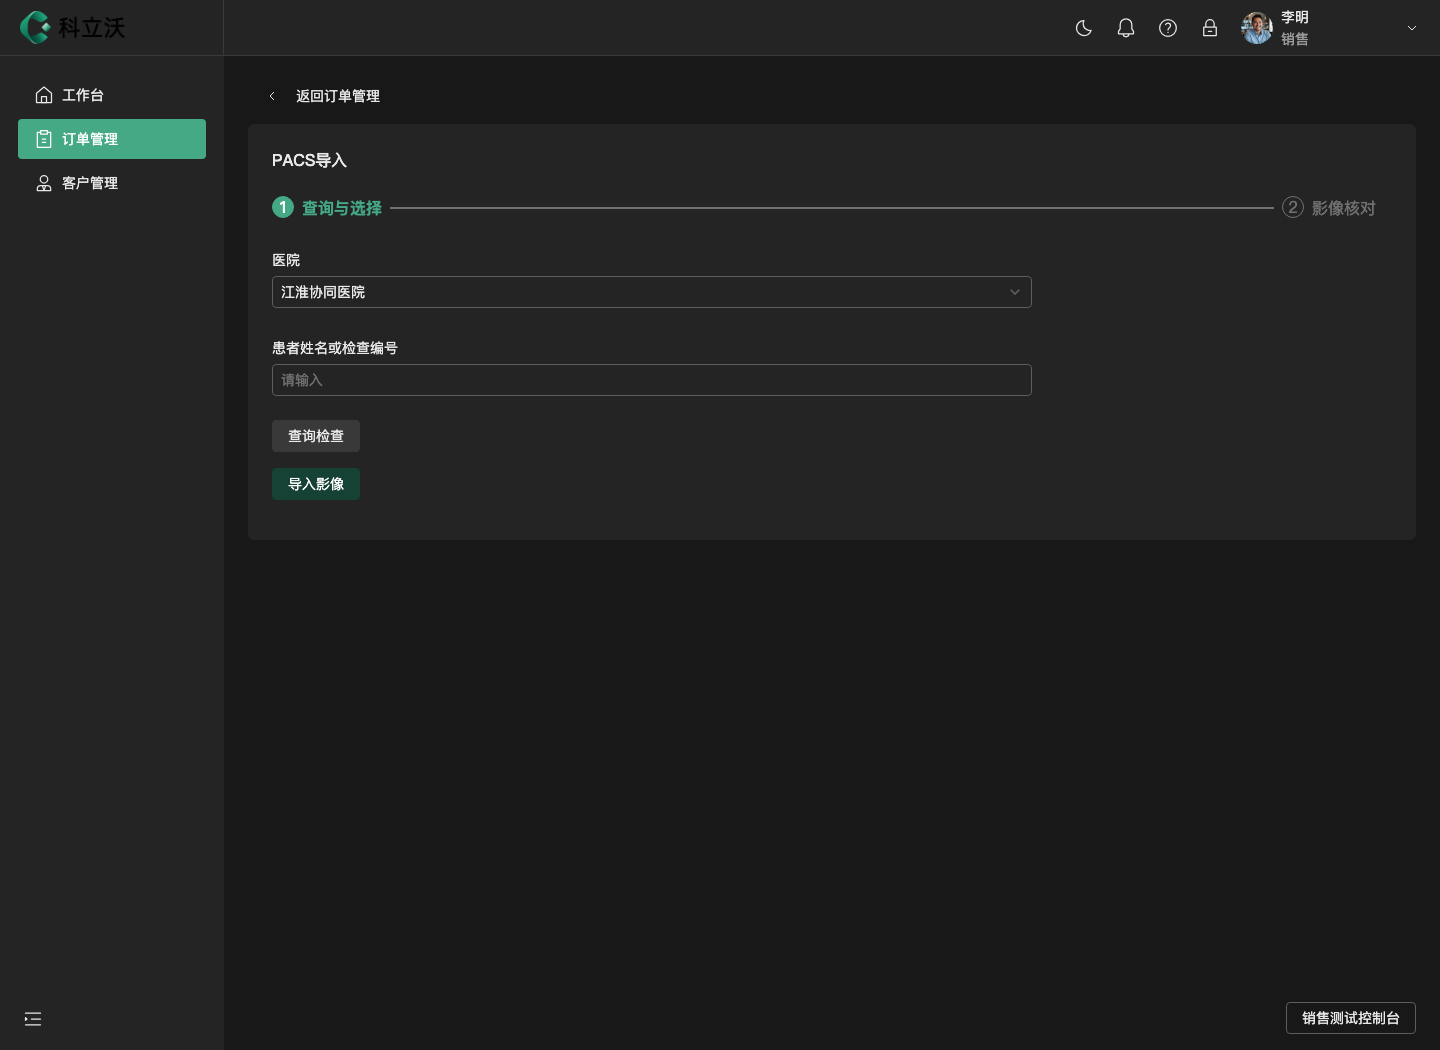 科立沃
李明
销售
工作台
订单管理
客户管理
返回订单管理
PACS导入
1 查询与选择
2 影像核对
医院
江淮协同医院
患者姓名或检查编号
请输入
查询检查
导入影像
销售测试控制台